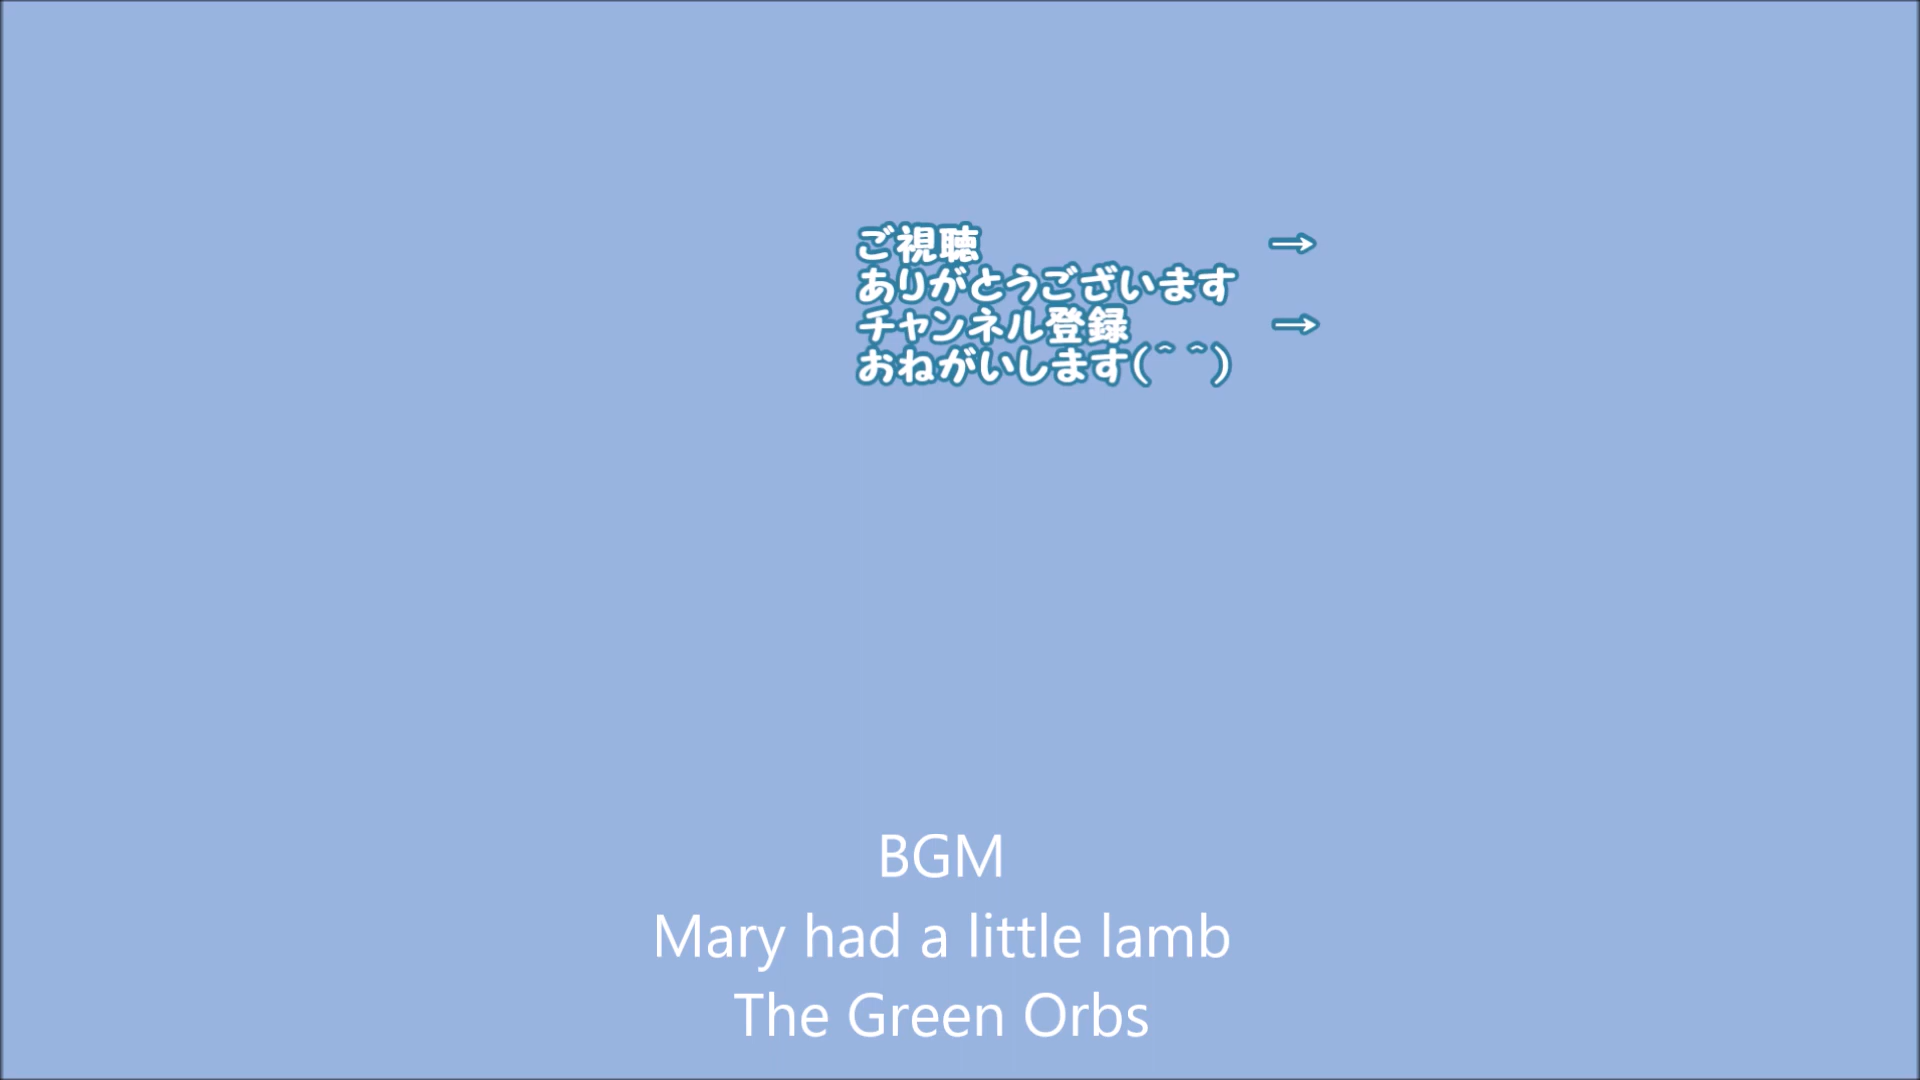 ご視聴 →
ありがとうございます
チャンネル登録 →
おねがいします(＾＾)
BGM
Mary had a little lamb
The Green Orbs